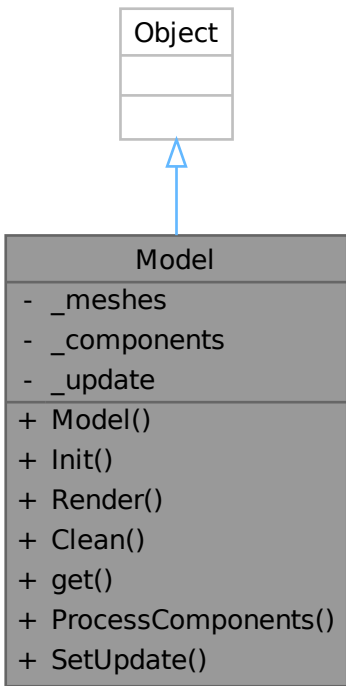 Object
Model
- _meshes
- _components
- _update
+ Model()
+ Init()
+ Render()
+ Clean()
+ get()
+ ProcessComponents()
+ SetUpdate()